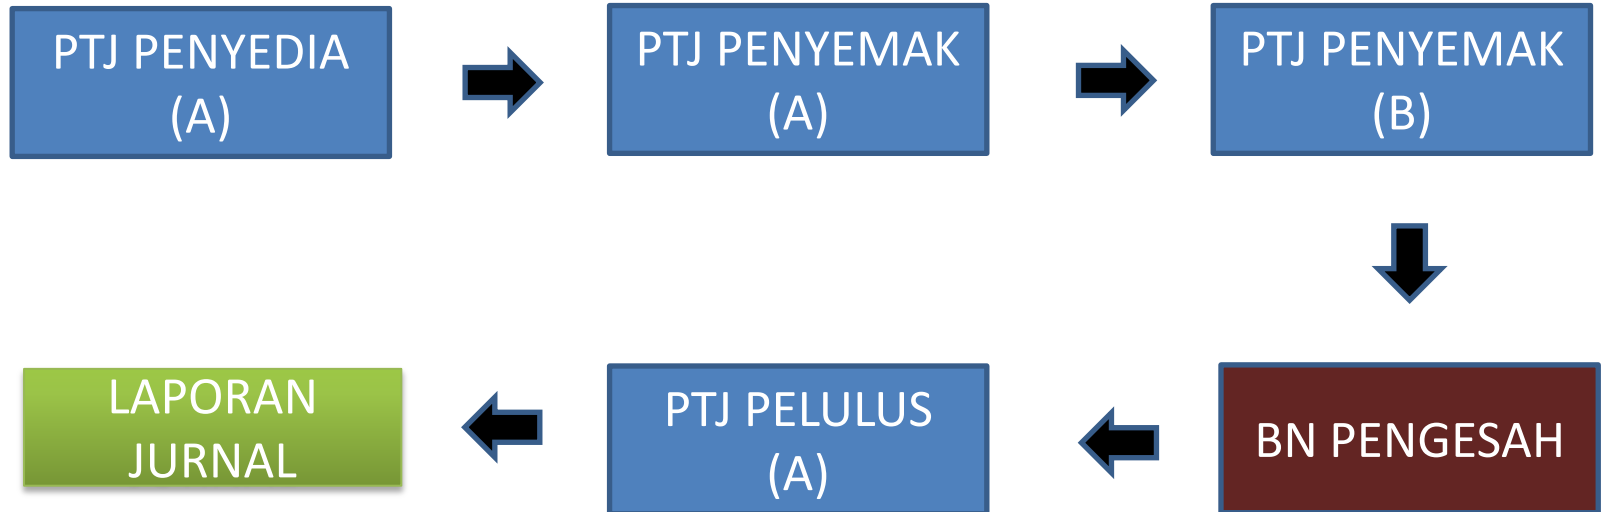 PTJ PENYEDIA
(A)
PTJ PENYEMAK
(A)
PTJ PENYEMAK
(B)
BN PENGESAH
PTJ PELULUS
(A)
LAPORAN
JURNAL